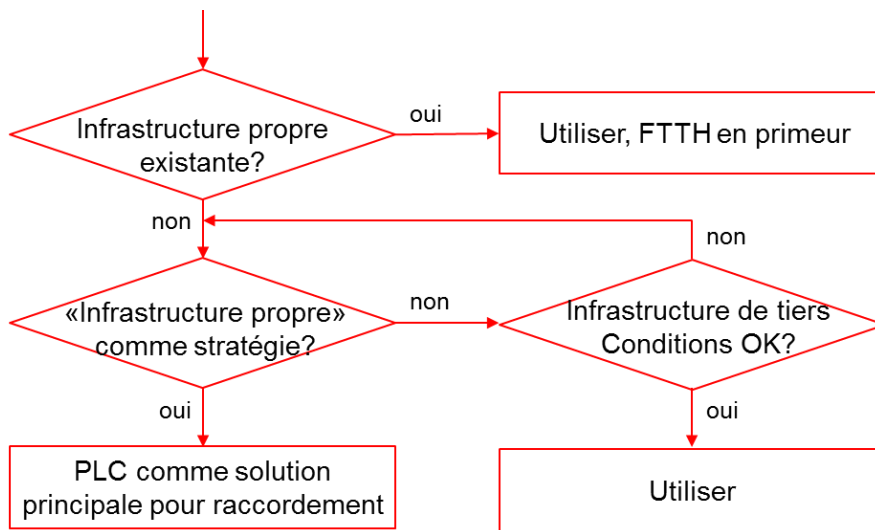 Infrastructure propre
existante?
oui
Utiliser, FTTH en primeur
non
non
«Infrastructure propre»
comme stratégie?
non
Infrastructure de tiers
Conditions OK?
oui
oui
PLC comme solution
principale pour raccordement
Utiliser